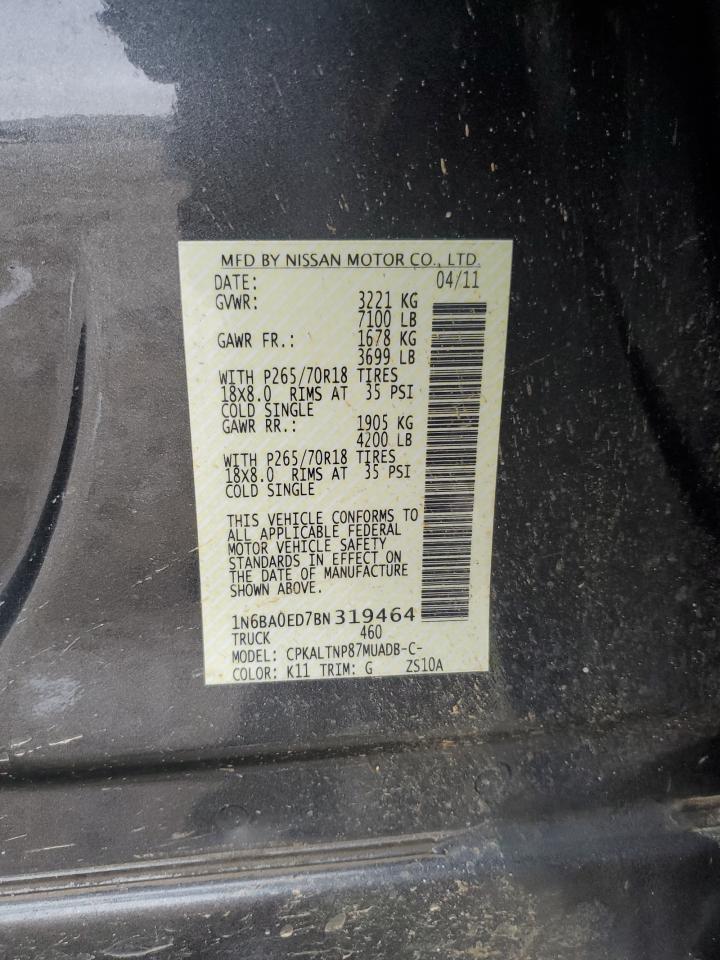 MFD BY NISSAN MOTOR CO., LTD.
DATE: 04/11
GVWR: 3221 KG
7100 LB
GAWR FR.: 1678 KG
3699 LB
WITH P265/70R18 TIRES
18X8.0 RIMS AT 35 PSI
COLD SINGLE
GAWR RR.: 1905 KG
4200 LB
WITH P265/70R18 TIRES
18X8.0 RIMS AT 35 PSI
COLD SINGLE
THIS VEHICLE CONFORMS TO
ALL APPLICABLE FEDERAL
MOTOR VEHICLE SAFETY
STANDARDS IN EFFECT ON
THE DATE OF MANUFACTURE
SHOWN ABOVE.
1N6BA0ED7BN319464
TRUCK 460
MODEL: CPKALTNP87MUADB-C-
COLOR: K11 TRIM: G ZS10A